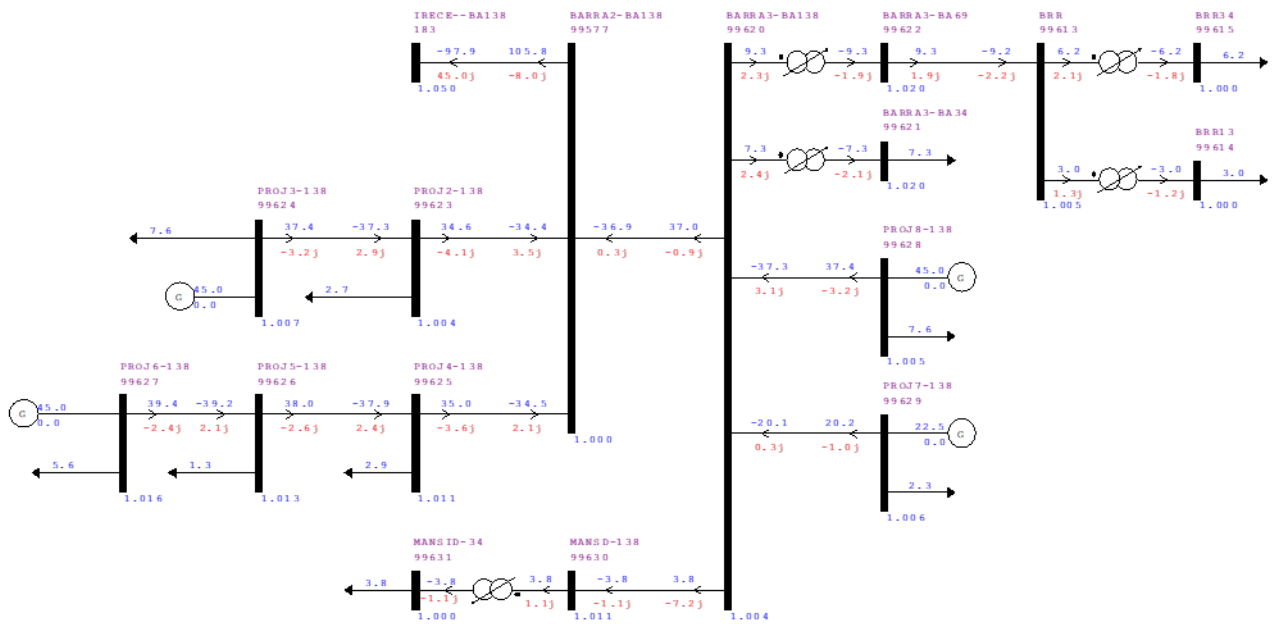 IRECE--BA138
183
-97.9 105.8
45.0j -8.0j
1.050
BARRA2-BA138
99577
BARRA3-BA138
99620
9.3 -9.3
2.3j -1.9j
BARRA3-BA69
99622
9.3 -9.2
1.9j -2.2j
1.020
BRR
99613
6.2 -6.2
2.1j -1.8j
BRR34
99615
6.2
1.000
BARRA3-BA34
99621
7.3 -7.3
2.4j -2.1j
7.3
1.020
BRR13
99614
3.0 -3.0
1.3j -1.2j
3.0
1.005
1.000
PROJ3-138
99624
PROJ2-138
99623
7.6
37.4 -37.3
-3.2j 2.9j
34.6 -34.4
-4.1j 3.5j
-36.9 37.0
0.3j -0.9j
G
45.0
0.0
2.7
1.007
1.004
PROJ8-138
99628
-37.3 37.4
3.1j -3.2j
45.0
0.0
G
7.6
1.005
PROJ6-138
99627
PROJ5-138
99626
PROJ4-138
99625
G
45.0
0.0
39.4 -39.2
-2.4j 2.1j
38.0 -37.9
-2.6j 2.4j
35.0 -34.5
-3.6j 2.1j
1.000
5.6
1.3
2.9
1.016
1.013
1.011
PROJ7-138
99629
-20.1 20.2
0.3j -1.0j
22.5
0.0
G
2.3
1.006
MANSID-34
99631
MANSD-138
99630
3.8
-3.8 3.8
-1.1j 1.1j
-3.8 3.8
-1.1j -7.2j
1.000
1.011
1.004